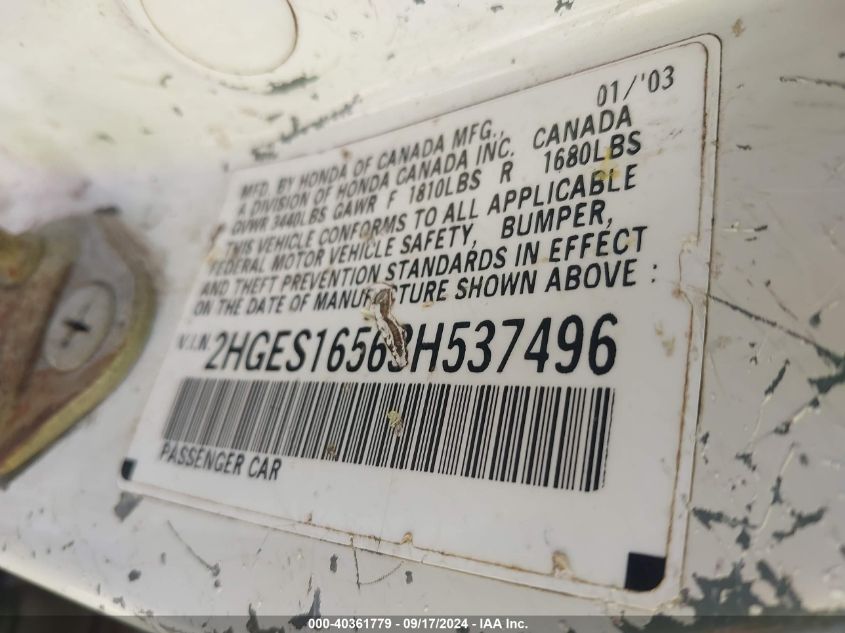 01/'03
MFD. BY HONDA OF CANADA MFG.,
A DIVISION OF HONDA CANADA INC. CANADA
GVWR 3440LBS GAWR F 1810LBS R 1680LBS
THIS VEHICLE CONFORMS TO ALL APPLICABLE
FEDERAL MOTOR VEHICLE SAFETY, BUMPER,
AND THEFT PREVENTION STANDARDS IN EFFECT
ON THE DATE OF MANUFACTURE SHOWN ABOVE :
V.I.N. 2HGES16563H537496
PASSENGER CAR
000-40361779 - 09/17/2024 - IAA Inc.